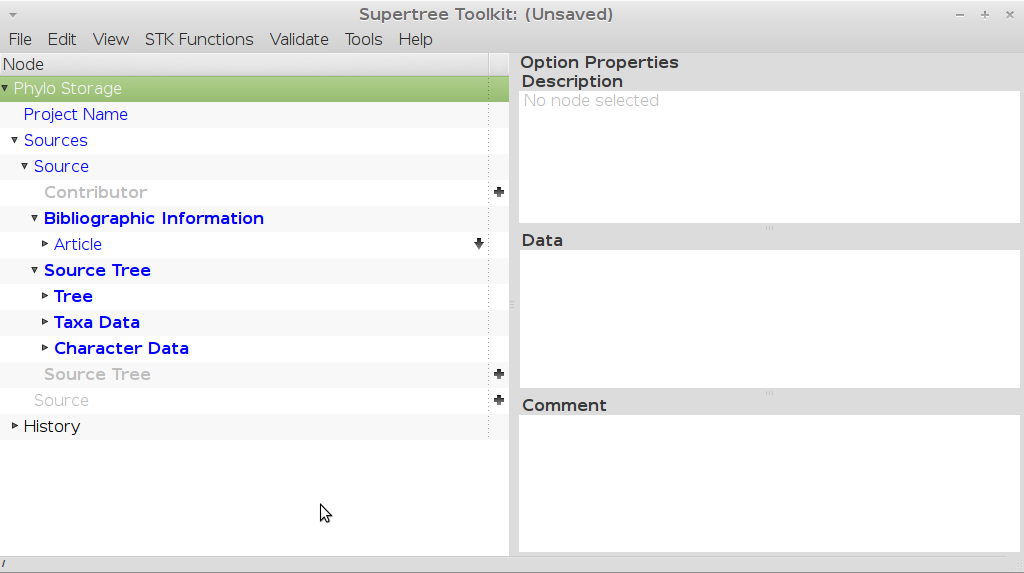 Supertree Toolkit: (Unsaved)
File Edit View STK Functions Validate Tools Help
Node
Phylo Storage
Project Name
Sources
Source
Contributor
Bibliographic Information
Article
Source Tree
Tree
Taxa Data
Character Data
Source Tree
Source
History
Option Properties
Description
No node selected
Data
Comment
/